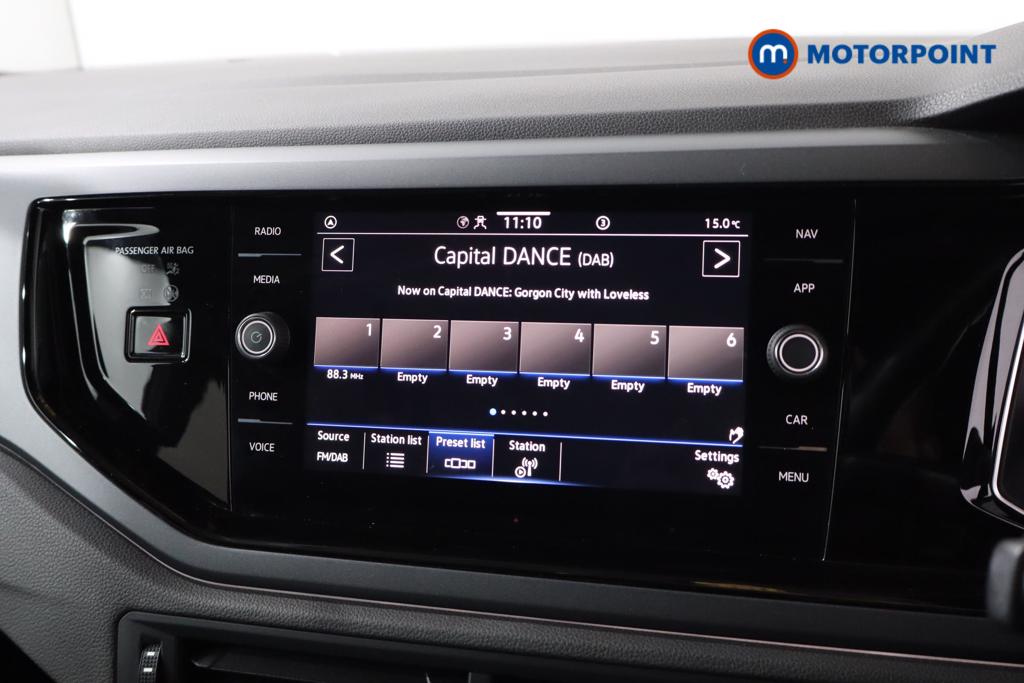 m. MOTORPOINT
PASSENGER AIR BAG
OFF
RADIO
MEDIA
PHONE
VOICE
11:10
3
15.0°C
<
Capital DANCE (DAB)
>
Now on Capital DANCE: Gorgon City with Loveless
1 2 3 4 5 6
88.3 MHz Empty Empty Empty Empty Empty
Source
FM/DAB
Station list
Preset list
Station
Settings
NAV
APP
CAR
MENU